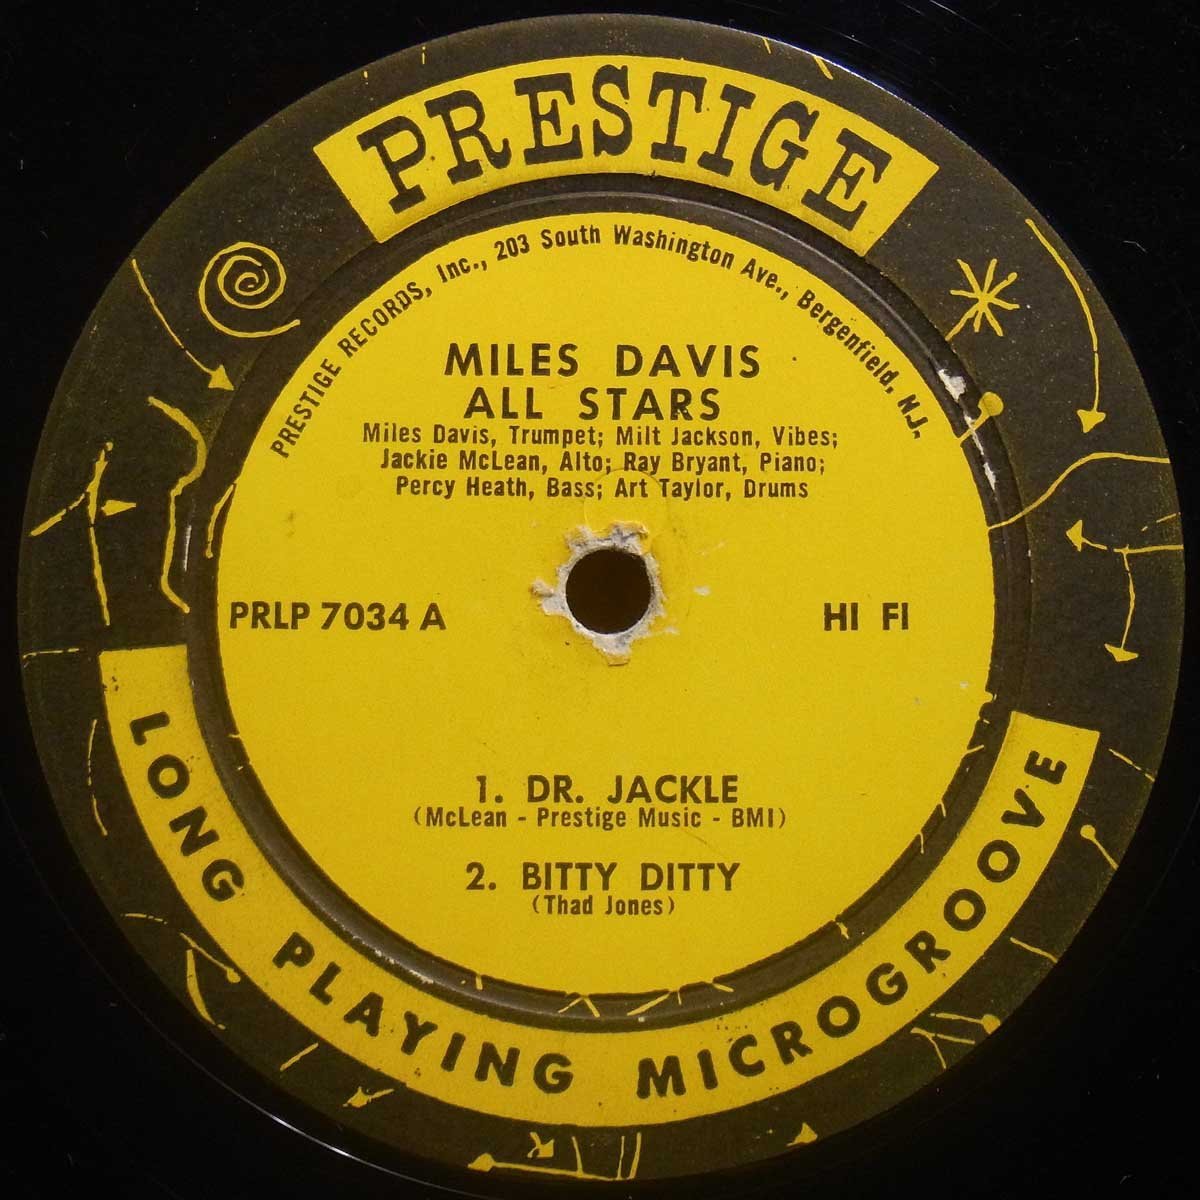 PRESTIGE
PRESTIGE RECORDS, Inc., 203 South Washington Ave., Bergenfield, N.J.
MILES DAVIS
ALL STARS
Miles Davis, Trumpet; Milt Jackson, Vibes;
Jackie McLean, Alto; Ray Bryant, Piano;
Percy Heath, Bass; Art Taylor, Drums
PRLP 7034 A
HI FI
1. DR. JACKLE
(McLean - Prestige Music - BMI)
2. BITTY DITTY
(Thad Jones)
LONG PLAYING MICROGROOVE